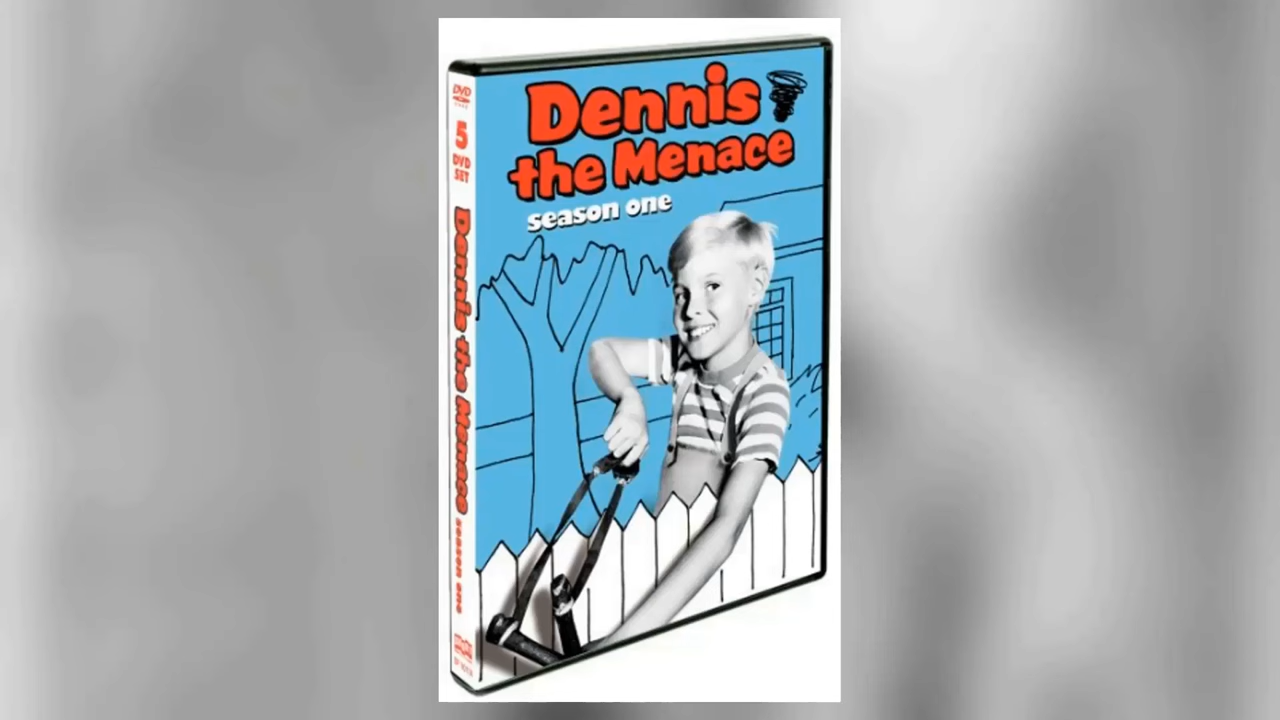 Dennis
the Menace
season one
DVD
5
DVD
SET
Dennis the Menace season one